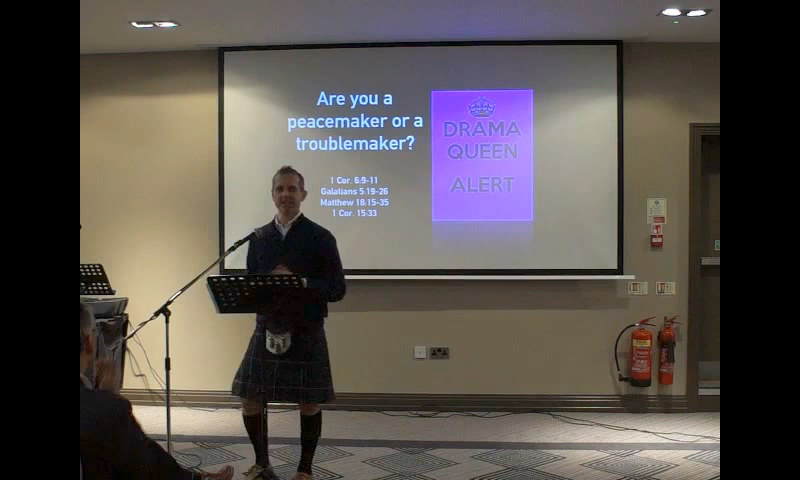 Are you a
peacemaker or a
troublemaker?
1 Cor. 6:9-11
Galatians 5:19-26
Matthew 18:15-35
1 Cor. 15:33
DRAMA
QUEEN
ALERT